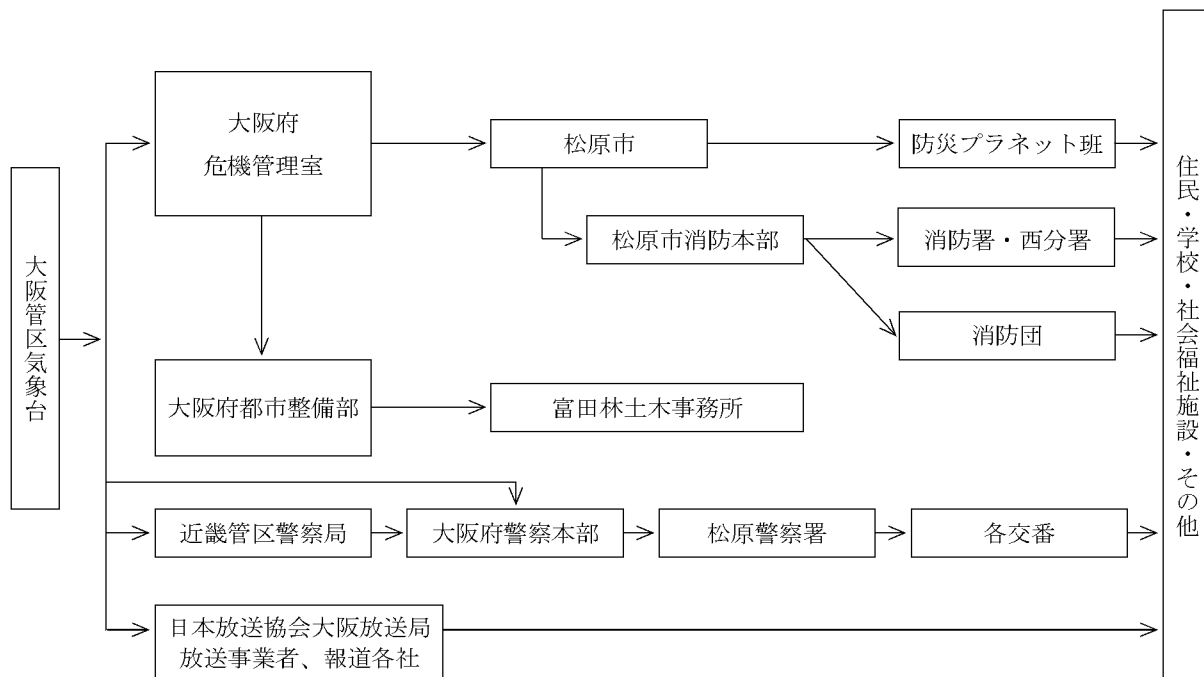 大阪管区気象台
大阪府
危機管理室
松原市
防災プラネット班
松原市消防本部
消防署・西分署
消防団
大阪府都市整備部
富田林土木事務所
近畿管区警察局
大阪府警察本部
松原警察署
各交番
日本放送協会大阪放送局
放送事業者、報道各社
住民・学校・社会福祉施設・その他